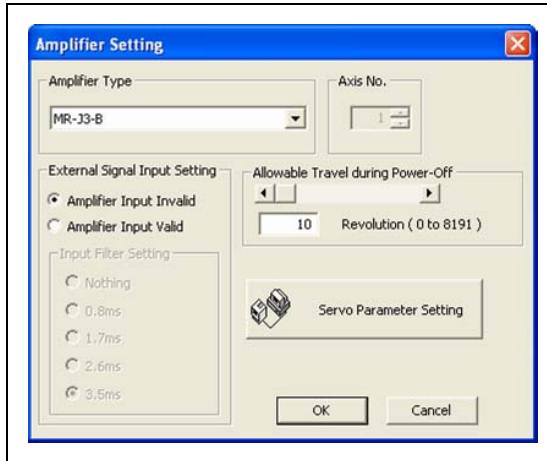 Amplifier Setting
Amplifier Type
MR-J3-B
Axis No.
1
External Signal Input Setting
Amplifier Input Invalid
Amplifier Input Valid
Input Filter Setting
Nothing
0.8ms
1.7ms
2.6ms
3.5ms
Allowable Travel during Power-Off
10 Revolution ( 0 to 8191 )
Servo Parameter Setting
OK Cancel